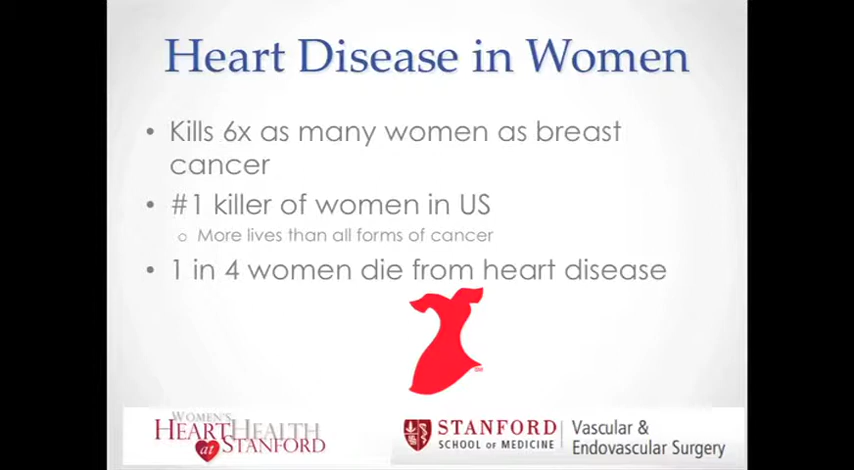 Heart Disease in Women
• Kills 6x as many women as breast
cancer
• #1 killer of women in US
o More lives than all forms of cancer
• 1 in 4 women die from heart disease
WOMEN'S
HEART HEALTH
at STANFORD
STANFORD
SCHOOL OF MEDICINE
Vascular &
Endovascular Surgery